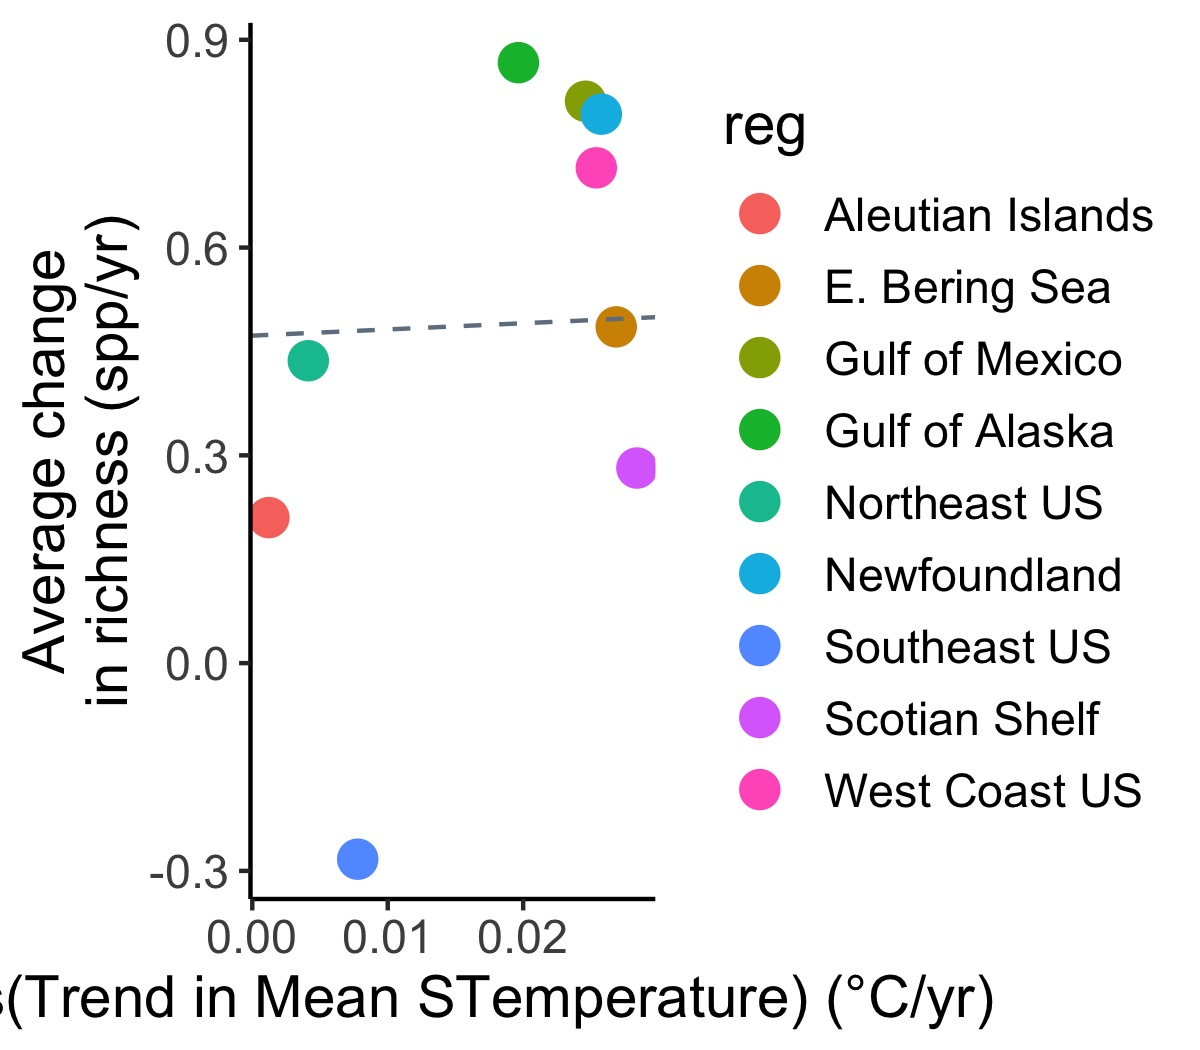 Average change
in richness (spp/yr)
0.9
0.6
0.3
0.0
-0.3
0.00 0.01 0.02
s(Trend in Mean STemperature) (°C/yr)
reg
Aleutian Islands
E. Bering Sea
Gulf of Mexico
Gulf of Alaska
Northeast US
Newfoundland
Southeast US
Scotian Shelf
West Coast US